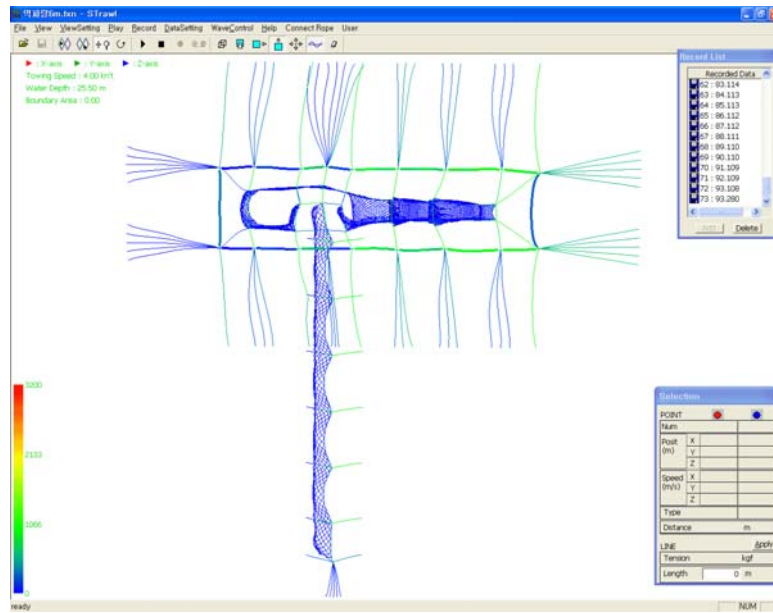 6m.txn - STrawl
File View ViewSetting Play Record DataSetting WaveControl Help Connect Rope User
: X-axis : Y-axis : Z-axis
Towing Speed : 4.00 kn't
Water Depth : 25.50 m
Boundary Area : 0.00
Record List
Recorded Data
62 : 83.114
63 : 84.113
64 : 85.113
65 : 86.112
66 : 87.112
67 : 88.111
68 : 89.110
69 : 90.110
70 : 91.109
71 : 92.109
72 : 93.108
73 : 93.280
Add Delete
3200
2133
1066
0
Selection
POINT
Num
Posit (m) X
Y
Z
Speed (m/s) X
Y
Z
Type
Distance m
LINE Apply
Tension kgf
Length 0 m
ready NUM